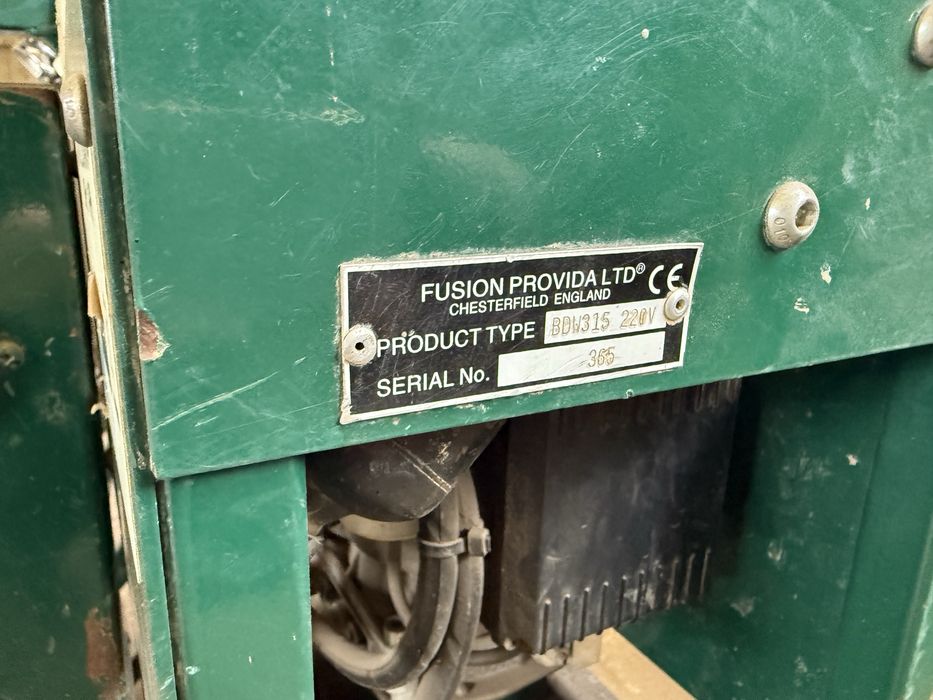 FUSION PROVIDA LTD® CE
CHESTERFIELD ENGLAND
PRODUCT TYPE BDW315 220V
SERIAL No. 365